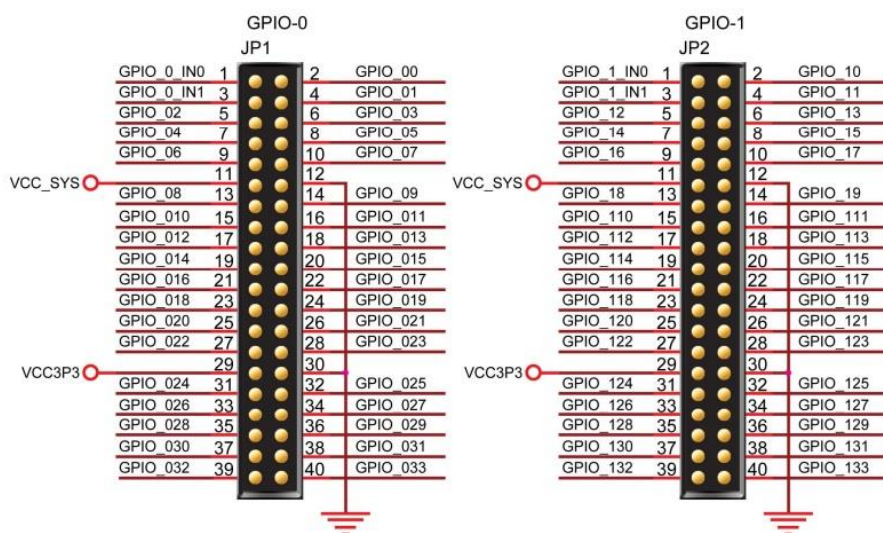 GPIO-0 GPIO-1
JP1 JP2
GPIO_0_IN0 1 2 GPIO_00 GPIO_1_IN0 1 2 GPIO_10
GPIO_0_IN1 3 4 GPIO_01 GPIO_1_IN1 3 4 GPIO_11
GPIO_02 5 6 GPIO_03 GPIO_12 5 6 GPIO_13
GPIO_04 7 8 GPIO_05 GPIO_14 7 8 GPIO_15
GPIO_06 9 10 GPIO_07 GPIO_16 9 10 GPIO_17
VCC_SYS 11 12 VCC_SYS 11 12
GPIO_08 13 14 GPIO_09 GPIO_18 13 14 GPIO_19
GPIO_010 15 16 GPIO_011 GPIO_110 15 16 GPIO_111
GPIO_012 17 18 GPIO_013 GPIO_112 17 18 GPIO_113
GPIO_014 19 20 GPIO_015 GPIO_114 19 20 GPIO_115
GPIO_016 21 22 GPIO_017 GPIO_116 21 22 GPIO_117
GPIO_018 23 24 GPIO_019 GPIO_118 23 24 GPIO_119
GPIO_020 25 26 GPIO_021 GPIO_120 25 26 GPIO_121
GPIO_022 27 28 GPIO_023 GPIO_122 27 28 GPIO_123
VCC3P3 29 30 VCC3P3 29 30
GPIO_024 31 32 GPIO_025 GPIO_124 31 32 GPIO_125
GPIO_026 33 34 GPIO_027 GPIO_126 33 34 GPIO_127
GPIO_028 35 36 GPIO_029 GPIO_128 35 36 GPIO_129
GPIO_030 37 38 GPIO_031 GPIO_130 37 38 GPIO_131
GPIO_032 39 40 GPIO_033 GPIO_132 39 40 GPIO_133